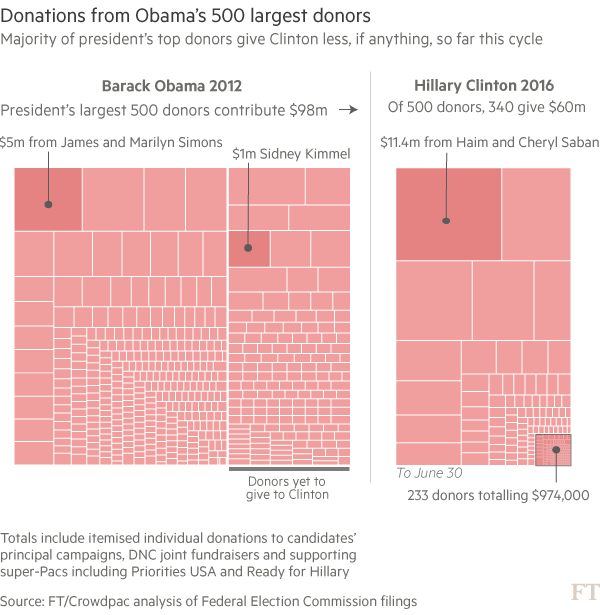 Donations from Obama’s 500 largest donors
Majority of president’s top donors give Clinton less, if anything, so far this cycle
Barack Obama 2012
President’s largest 500 donors contribute $98m
Hillary Clinton 2016
Of 500 donors, 340 give $60m
$5m from James and Marilyn Simons
$1m Sidney Kimmel
$11.4m from Haim and Cheryl Saban
Donors yet to
give to Clinton
To June 30
233 donors totalling $974,000
Totals include itemised individual donations to candidates’
principal campaigns, DNC joint fundraisers and supporting
super-Pacs including Priorities USA and Ready for Hillary
Source: FT/Crowdpac analysis of Federal Election Commission filings
FT